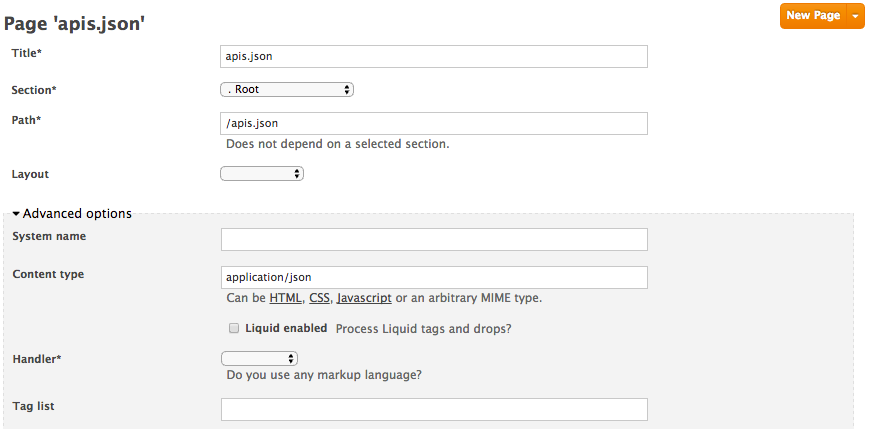 Page 'apis.json'
New Page
Title*
apis.json
Section*
. Root
Path*
/apis.json
Does not depend on a selected section.
Layout
Advanced options
System name
Content type
application/json
Can be HTML, CSS, Javascript or an arbitrary MIME type.
Liquid enabled Process Liquid tags and drops?
Handler*
Do you use any markup language?
Tag list